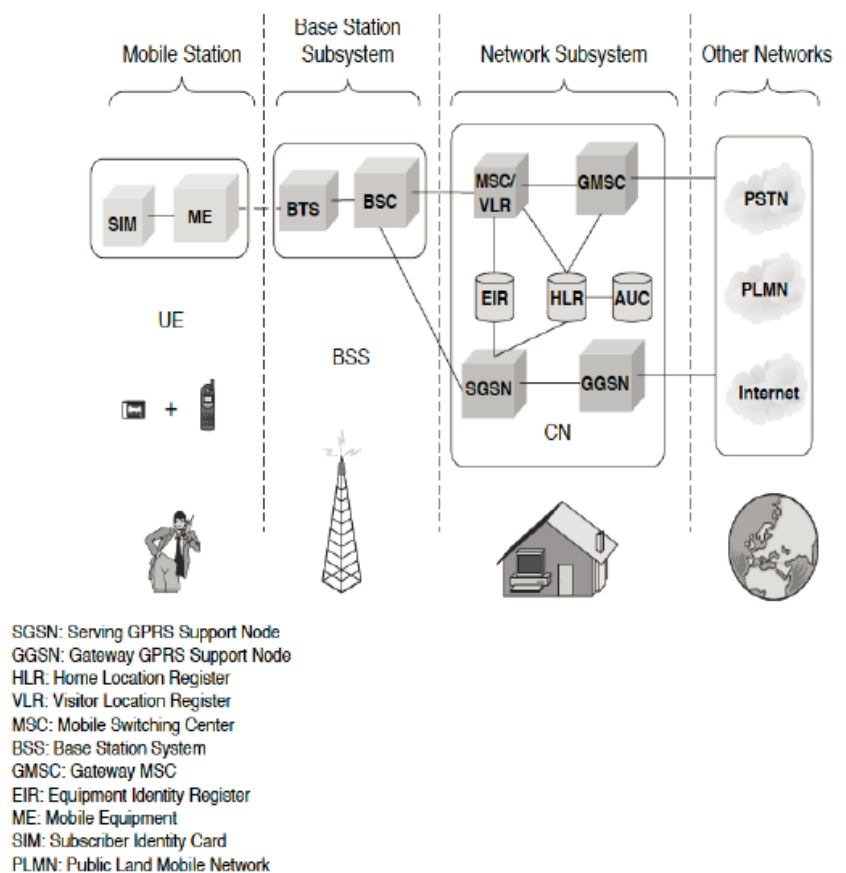 Mobile Station
Base Station
Subsystem
Network Subsystem
Other Networks
SIM
ME
BTS
BSC
MSC/
VLR
GMSC
PSTN
EIR
HLR
AUC
PLMN
UE
BSS
SGSN
GGSN
Internet
+
CN
SGSN: Serving GPRS Support Node
GGSN: Gateway GPRS Support Node
HLR: Home Location Register
VLR: Visitor Location Register
MSC: Mobile Switching Center
BSS: Base Station System
GMSC: Gateway MSC
EIR: Equipment Identity Register
ME: Mobile Equipment
SIM: Subscriber Identity Card
PLMN: Public Land Mobile Network